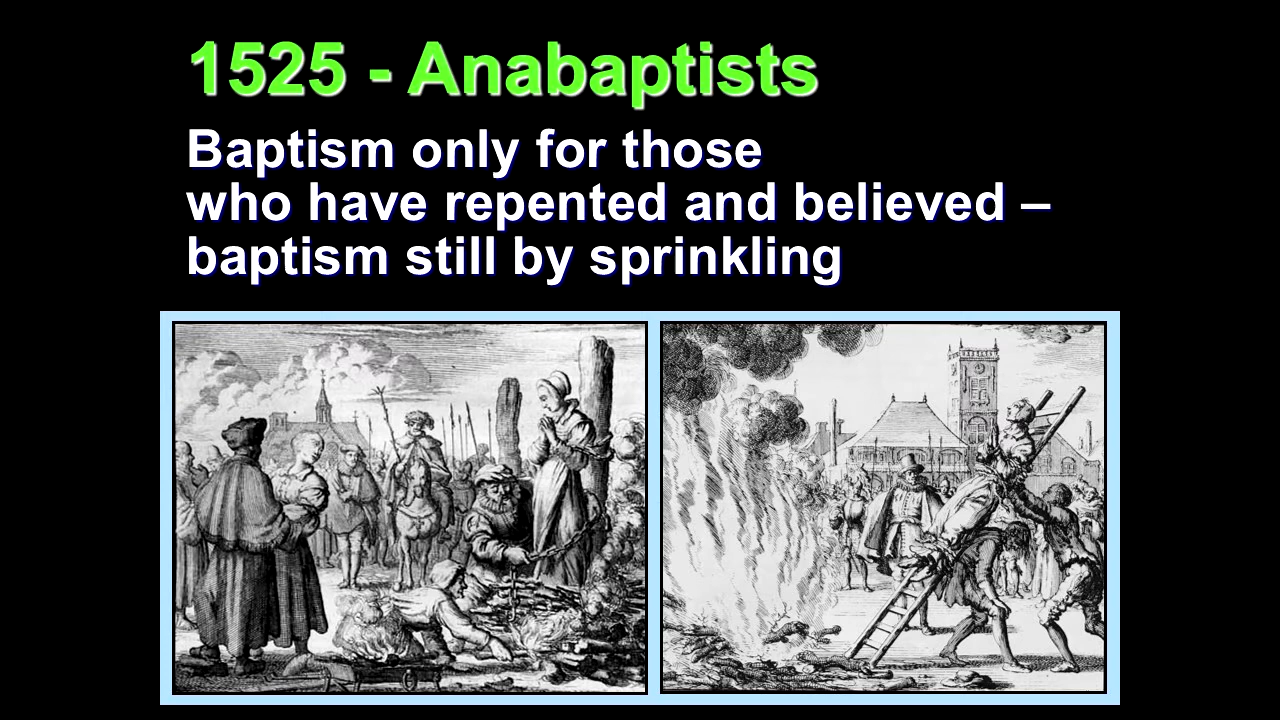 1525 - Anabaptists
Baptism only for those
who have repented and believed –
baptism still by sprinkling